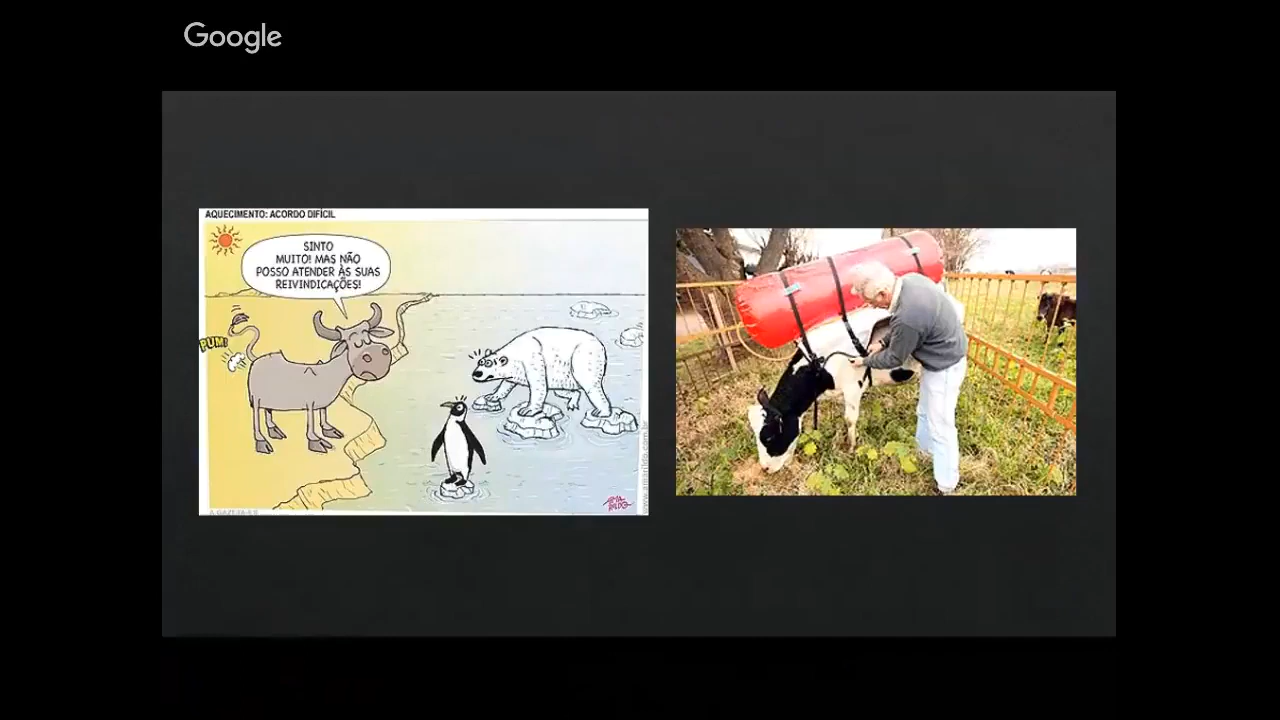 Google
AQUECIMENTO: ACORDO DIFÍCIL
SINTO
MUITO! MAS NÃO
POSSO ATENDER ÀS SUAS
REIVINDICAÇÕES!
PUM!